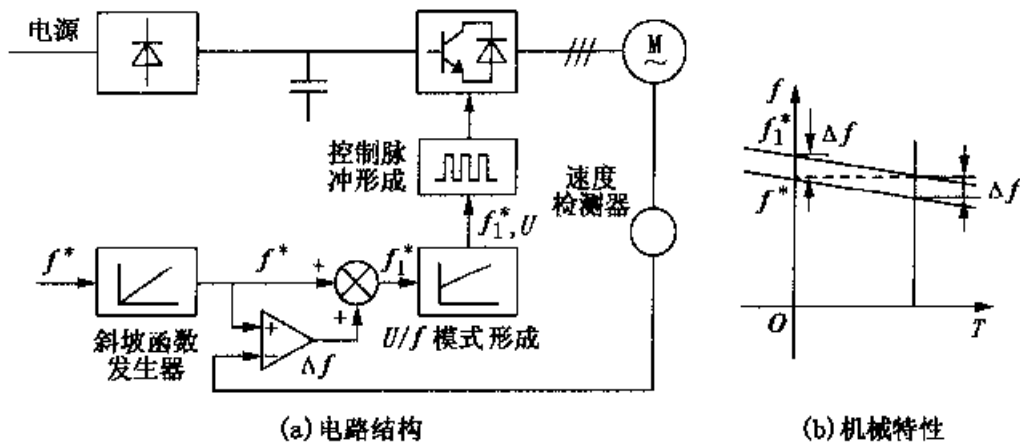 电源
M
~
控制脉
冲形成
速度
检测器
f₁*, U
f*
f*
+
f₁*
+
+
−
Δf
斜坡函数
发生器
U/f 模式形成
(a) 电路结构
f
f₁*
Δf
f*
Δf
O
T
(b) 机械特性